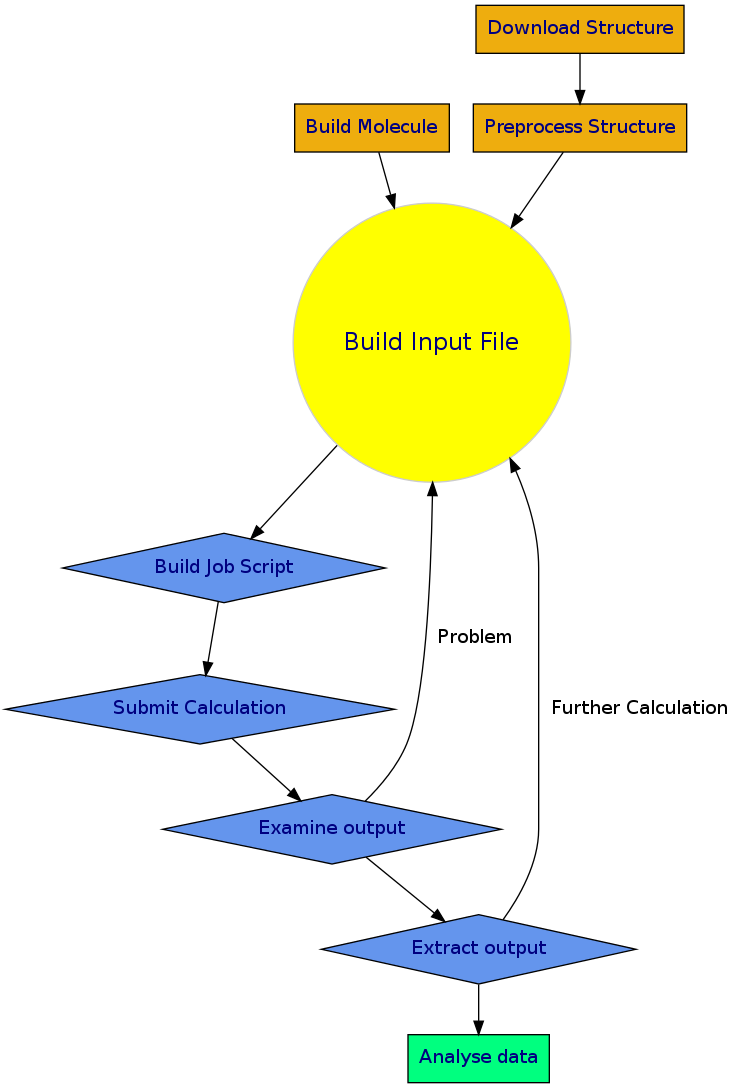 Download Structure
Build Molecule
Preprocess Structure
Build Input File
Build Job Script
Problem
Submit Calculation
Further Calculation
Examine output
Extract output
Analyse data